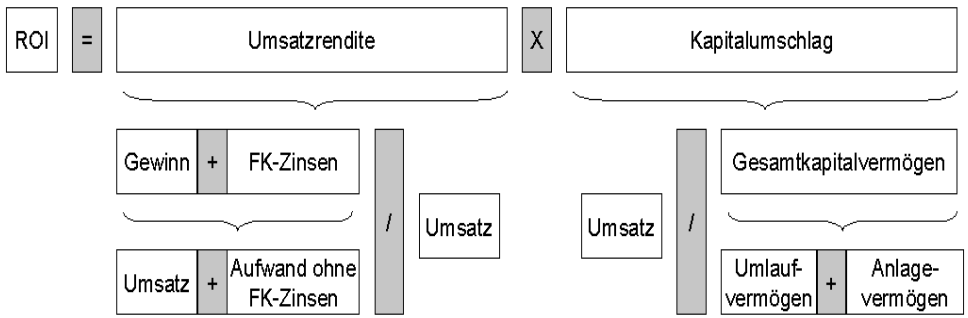 ROI = Umsatzrendite X Kapitalumschlag
Gewinn + FK-Zinsen
/
Umsatz
Umsatz
/
Gesamtkapitalvermögen
Umsatz + Aufwand ohne
FK-Zinsen
Umlauf-
vermögen
+
Anlage-
vermögen